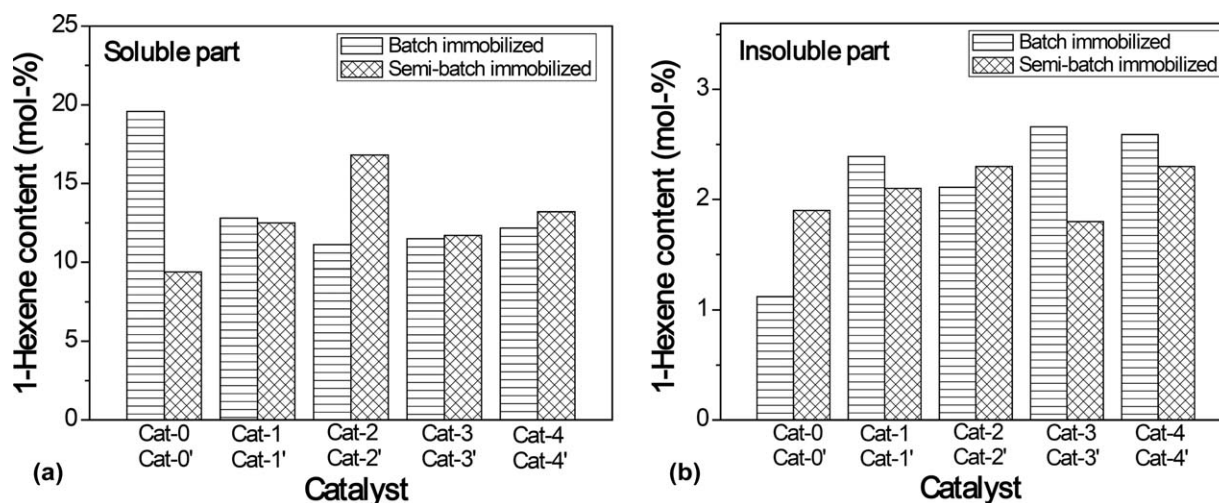 1-Hexene content (mol-%)
25
20
15
10
5
0
Soluble part
Batch immobilized
Semi-batch immobilized
Cat-0 Cat-1 Cat-2 Cat-3 Cat-4
Cat-0' Cat-1' Cat-2' Cat-3' Cat-4'
(a)
Catalyst
1-Hexene content (mol-%)
3
2
1
0
Insoluble part
Batch immobilized
Semi-batch immobilized
Cat-0 Cat-1 Cat-2 Cat-3 Cat-4
Cat-0' Cat-1' Cat-2' Cat-3' Cat-4'
(b)
Catalyst